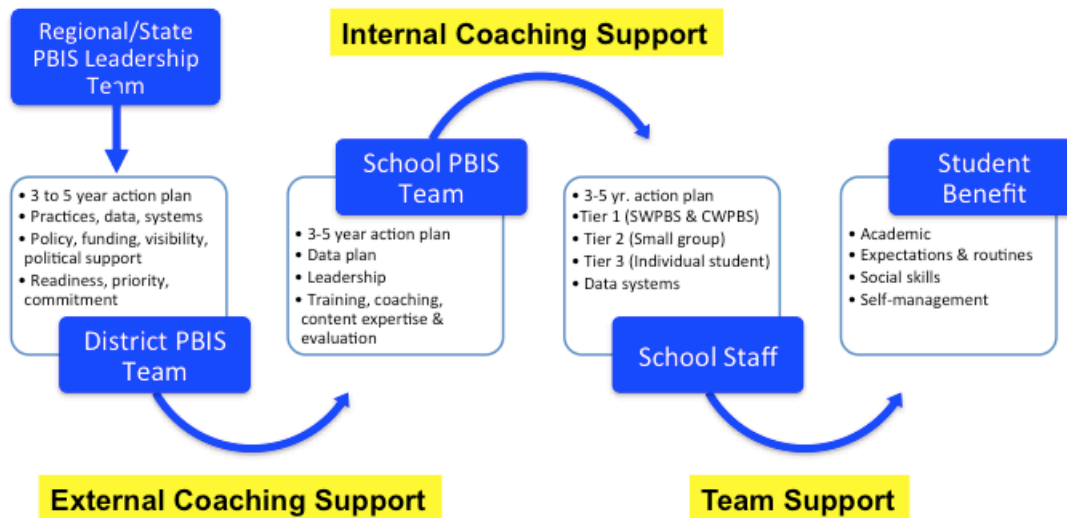 Regional/State
PBIS Leadership
Team
Internal Coaching Support
• 3 to 5 year action plan
• Practices, data, systems
• Policy, funding, visibility,
political support
• Readiness, priority,
commitment
District PBIS
Team
School PBIS
Team
• 3-5 year action plan
• Data plan
• Leadership
• Training, coaching,
content expertise &
evaluation
• 3-5 yr. action plan
•Tier 1 (SWPBS & CWPBS)
• Tier 2 (Small group)
• Tier 3 (Individual student)
• Data systems
School Staff
Student
Benefit
• Academic
• Expectations & routines
• Social skills
• Self-management
External Coaching Support
Team Support